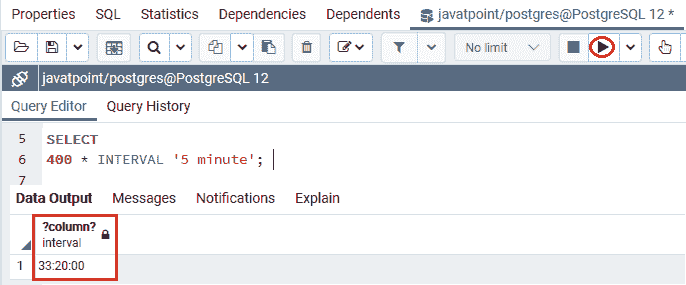 Properties SQL Statistics Dependencies Dependents javatpoint/postgres@PostgreSQL 12 *
No limit
javatpoint/postgres@PostgreSQL 12
Query Editor Query History
5 SELECT
6 400 * INTERVAL '5 minute';
7
Data Output Messages Notifications Explain
?column?
interval
1 33:20:00